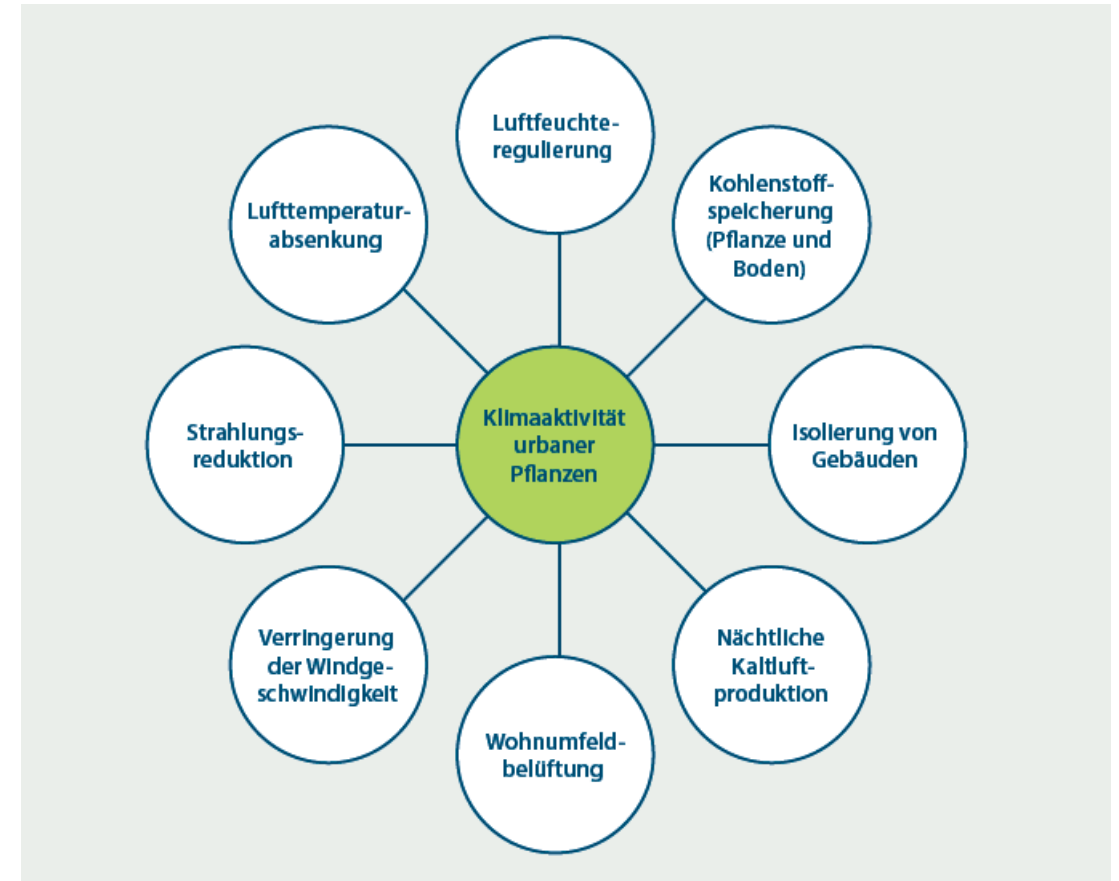 Luftfeuchte-
regulierung
Kohlenstoff-
speicherung
(Pflanze und
Boden)
Isolierung von
Gebäuden
Nächtliche
Kaltluft-
produktion
Wohnumfeld-
belüftung
Verringerung
der Windge-
schwindigkeit
Strahlungs-
reduktion
Lufttemperatur-
absenkung
Klimaaktivität
urbaner
Pflanzen